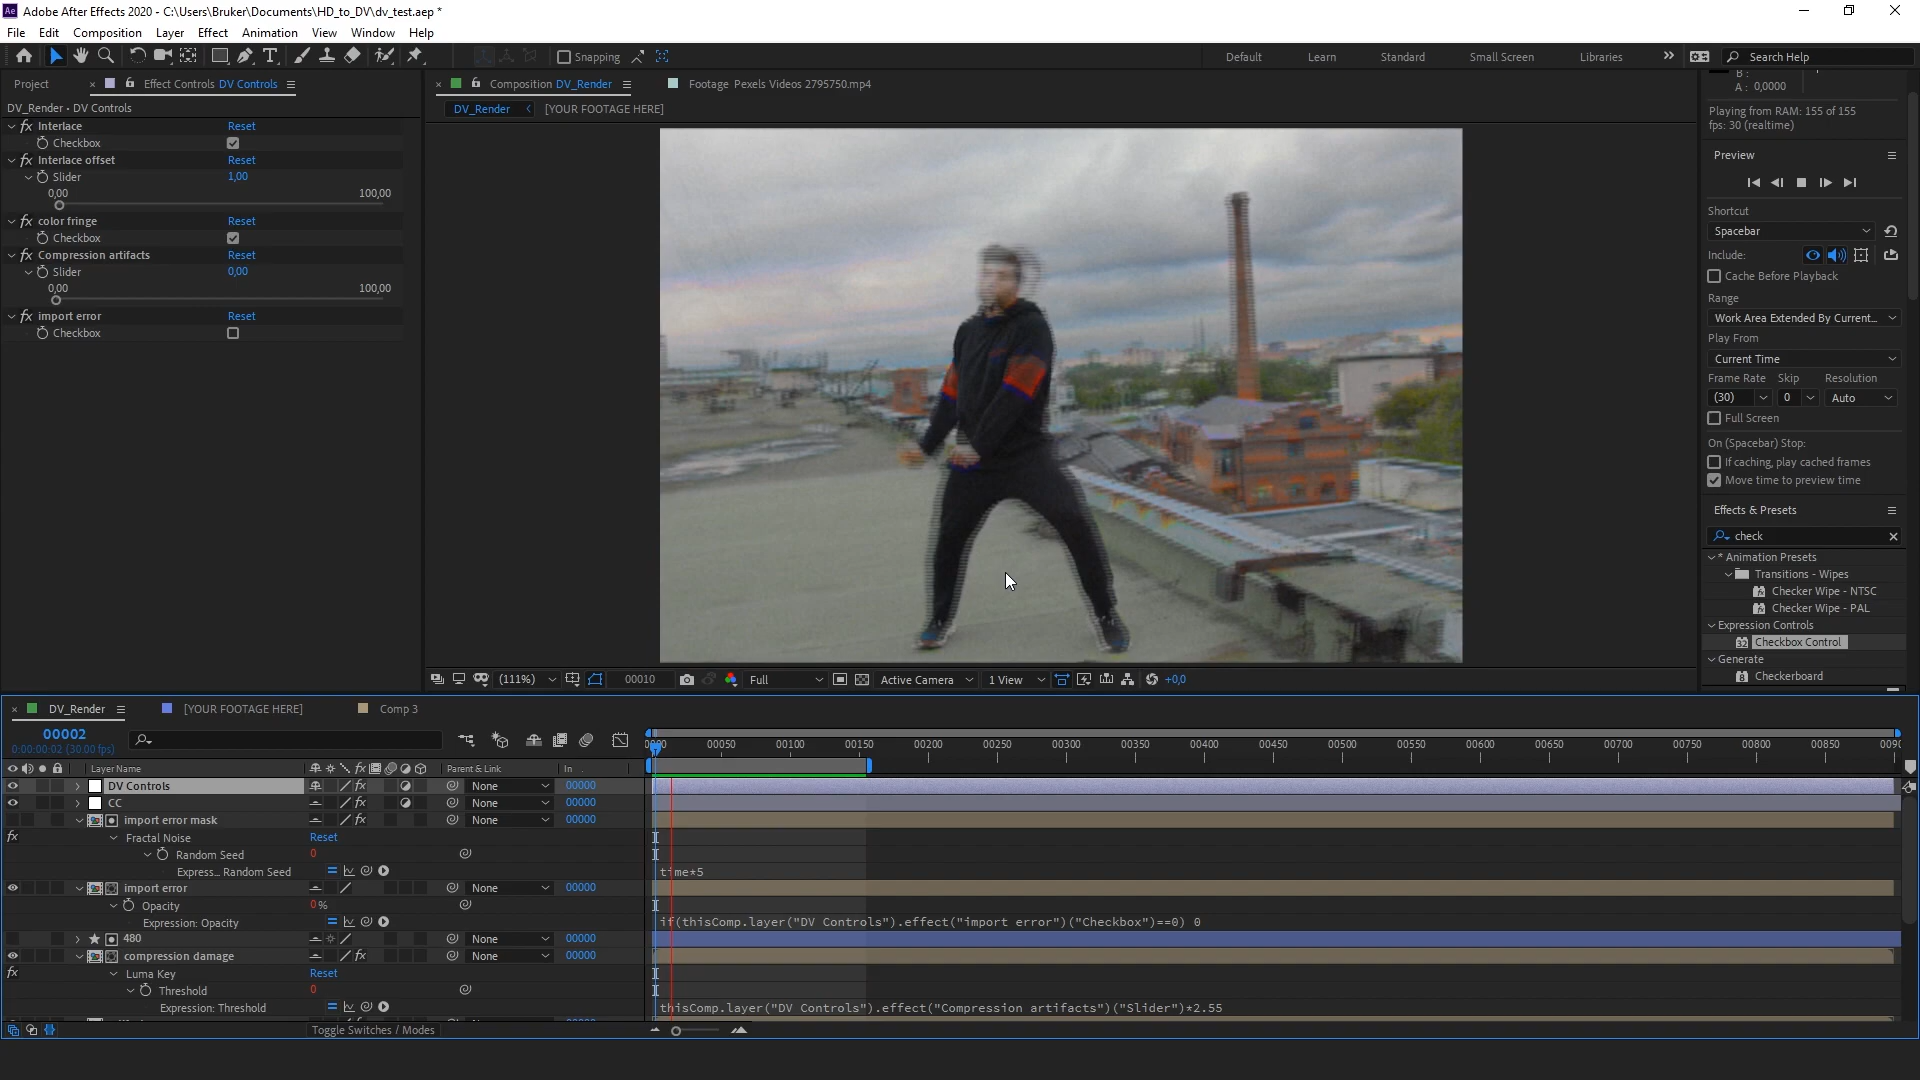 Adobe After Effects 2020 - C:\Users\Bruker\Documents\HD_to_DV\dv_test.aep *
File Edit Composition Layer Effect Animation View Window Help
Snapping
Default Learn Standard Small Screen Libraries Search Help
Project Effect Controls DV Controls
DV_Render • DV Controls
fx Interlace Reset
Checkbox
fx Interlace offset Reset
Slider 1,00
0,00 100,00
fx color fringe Reset
Checkbox
fx Compression artifacts Reset
Slider 0,00
0,00 100,00
fx import error Reset
Checkbox
Composition DV_Render Footage Pexels Videos 2795750.mp4
DV_Render [YOUR FOOTAGE HERE]
(111%) 00010 Full Active Camera 1 View +0,0
B :
A : 0,0000
Playing from RAM: 155 of 155
fps: 30 (realtime)
Preview
Shortcut
Spacebar
Include:
Cache Before Playback
Range
Work Area Extended By Current...
Play From
Current Time
Frame Rate Skip Resolution
(30) 0 Auto
Full Screen
On (Spacebar) Stop:
If caching, play cached frames
Move time to preview time
Effects & Presets
check
* Animation Presets
Transitions - Wipes
Checker Wipe - NTSC
Checker Wipe - PAL
Expression Controls
Checkbox Control
Generate
Checkerboard
DV_Render [YOUR FOOTAGE HERE] Comp 3
00002
0:00:00:02 (30.00 fps)
00050 00100 00150 00200 00250 00300 00350 00400 00450 00500 00550 00600 00650 00700 00750 00800 00850
Layer Name Parent & Link In
DV Controls fx None 00000
CC fx None 00000
import error mask fx None 00000
fx Fractal Noise Reset
Random Seed 0
Express... Random Seed time*5
import error None 00000
Opacity 0 %
Expression: Opacity if(thisComp.layer("DV Controls").effect("import error")("Checkbox")==0) 0
480 None 00000
compression damage fx None 00000
fx Luma Key Reset
Threshold 0
Expression: Threshold thisComp.layer("DV Controls").effect("Compression artifacts")("Slider")*2.55
Toggle Switches / Modes